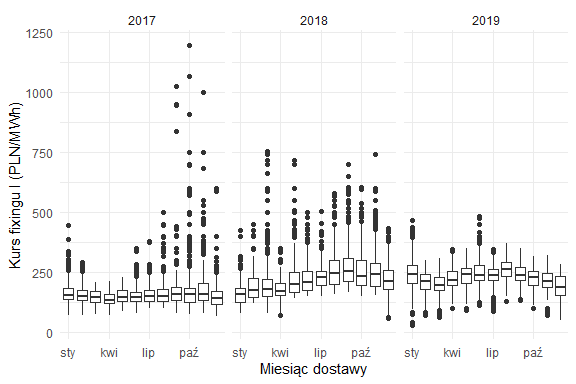 2017 2018 2019
Kurs fixingu I (PLN/MWh)
1250
1000
750
500
250
0
sty kwi lip paź sty kwi lip paź sty kwi lip paź
Miesiąc dostawy